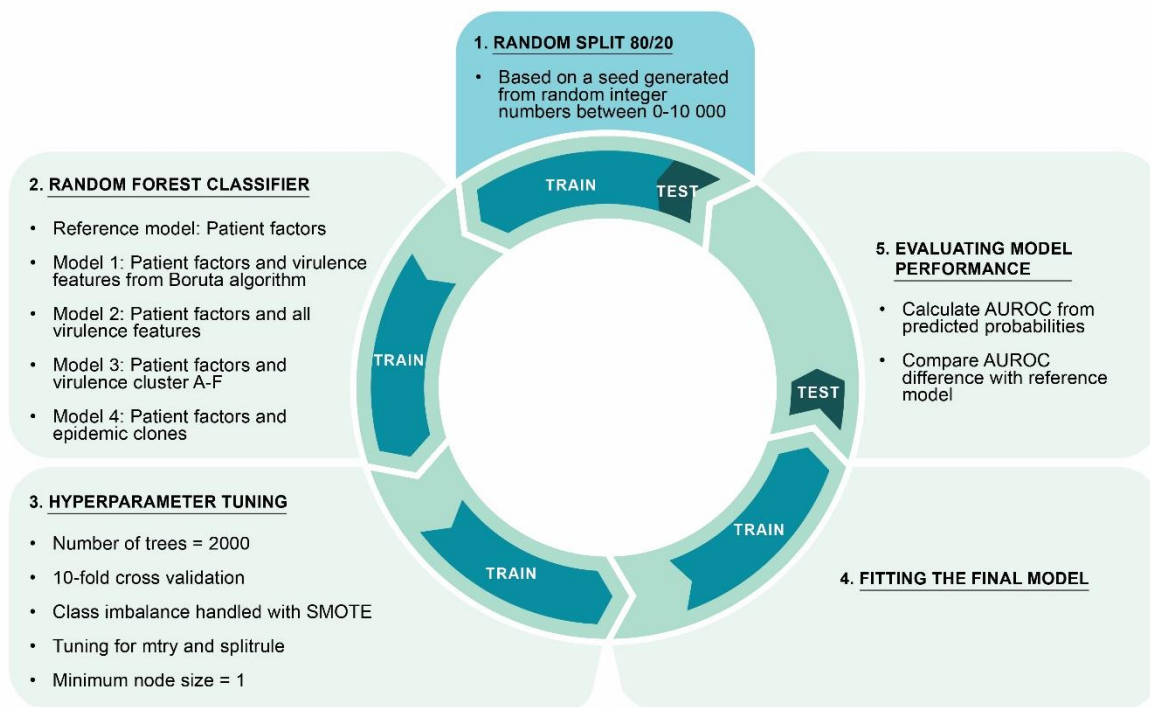 1. RANDOM SPLIT 80/20
• Based on a seed generated
from random integer
numbers between 0-10 000
TRAIN
TEST
2. RANDOM FOREST CLASSIFIER
• Reference model: Patient factors
• Model 1: Patient factors and virulence
features from Boruta algorithm
• Model 2: Patient factors and all
virulence features
• Model 3: Patient factors and
virulence cluster A-F
• Model 4: Patient factors and
epidemic clones
TRAIN
3. HYPERPARAMETER TUNING
• Number of trees = 2000
• 10-fold cross validation
• Class imbalance handled with SMOTE
• Tuning for mtry and splitrule
• Minimum node size = 1
TRAIN
4. FITTING THE FINAL MODEL
TRAIN
5. EVALUATING MODEL
PERFORMANCE
• Calculate AUROC from
predicted probabilities
• Compare AUROC
difference with reference
model
TEST